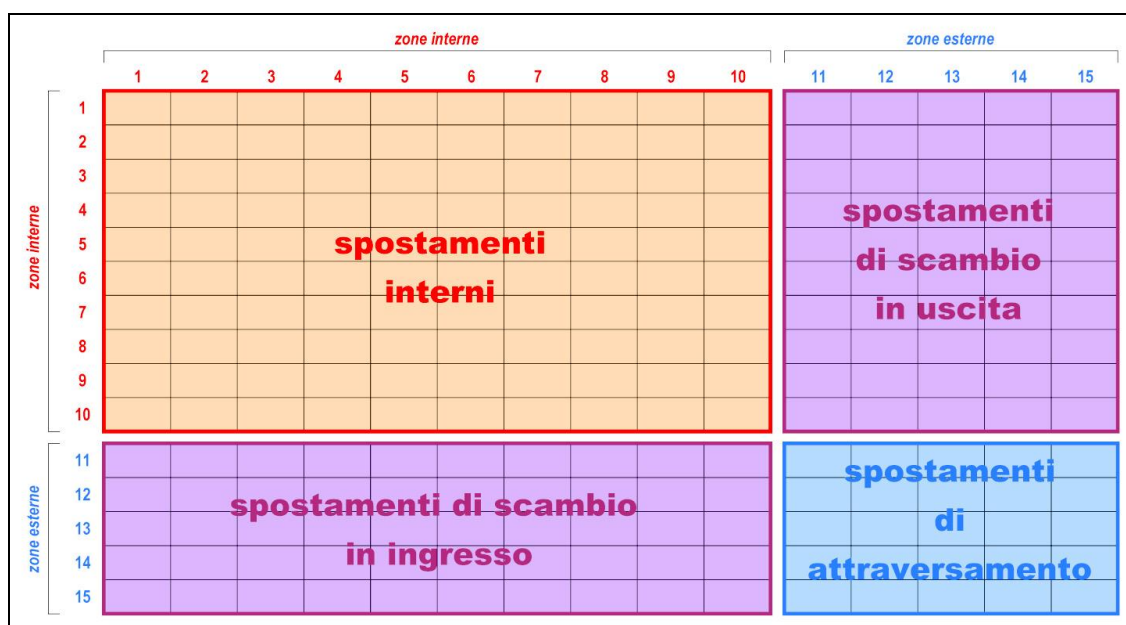 zone interne
zone esterne
1 2 3 4 5 6 7 8 9 10
11 12 13 14 15
zone interne
1
2
3
4
5
6
7
8
9
10
spostamenti
interni
spostamenti
di scambio
in uscita
zone esterne
11
12
13
14
15
spostamenti di scambio
in ingresso
spostamenti
di
attraversamento